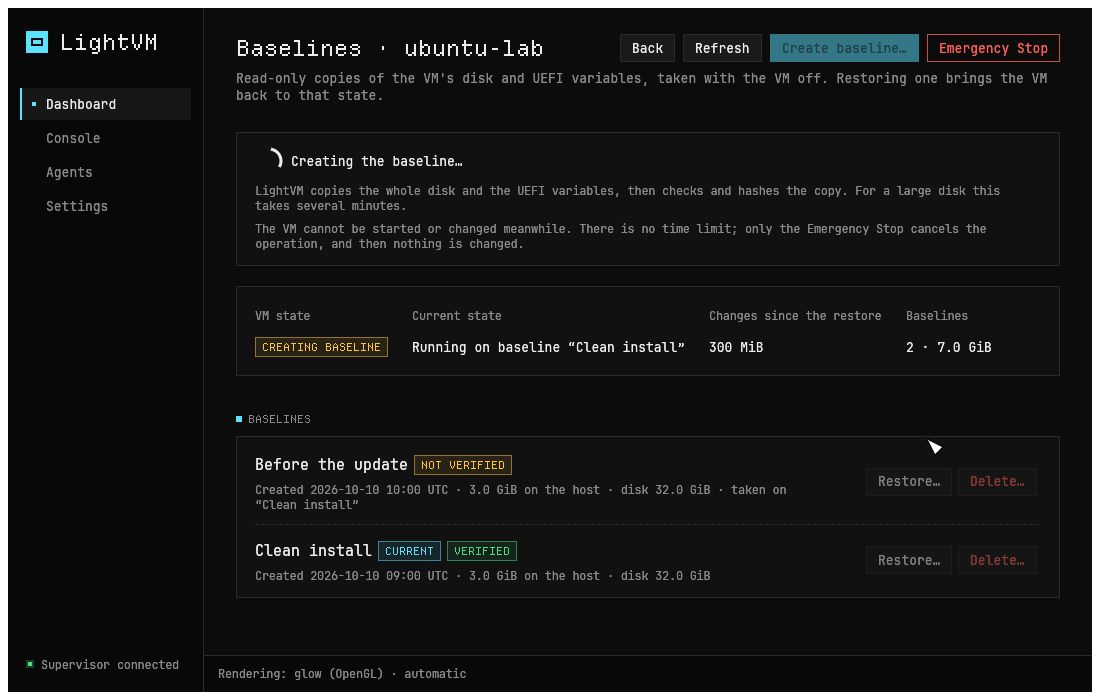 LightVM
Dashboard
Console
Agents
Settings
Supervisor connected
Baselines · ubuntu-lab
Back
Refresh
Create baseline…
Emergency Stop
Read-only copies of the VM's disk and UEFI variables, taken with the VM off. Restoring one brings the VM
back to that state.
Creating the baseline…
LightVM copies the whole disk and the UEFI variables, then checks and hashes the copy. For a large disk this
takes several minutes.
The VM cannot be started or changed meanwhile. There is no time limit; only the Emergency Stop cancels the
operation, and then nothing is changed.
VM state
Current state
Changes since the restore
Baselines
CREATING BASELINE
Running on baseline “Clean install”
300 MiB
2 · 7.0 GiB
BASELINES
Before the update
NOT VERIFIED
Created 2026-10-10 10:00 UTC · 3.0 GiB on the host · disk 32.0 GiB · taken on
“Clean install”
Restore…
Delete…
Clean install
CURRENT
VERIFIED
Created 2026-10-10 09:00 UTC · 3.0 GiB on the host · disk 32.0 GiB
Restore…
Delete…
Rendering: glow (OpenGL) · automatic